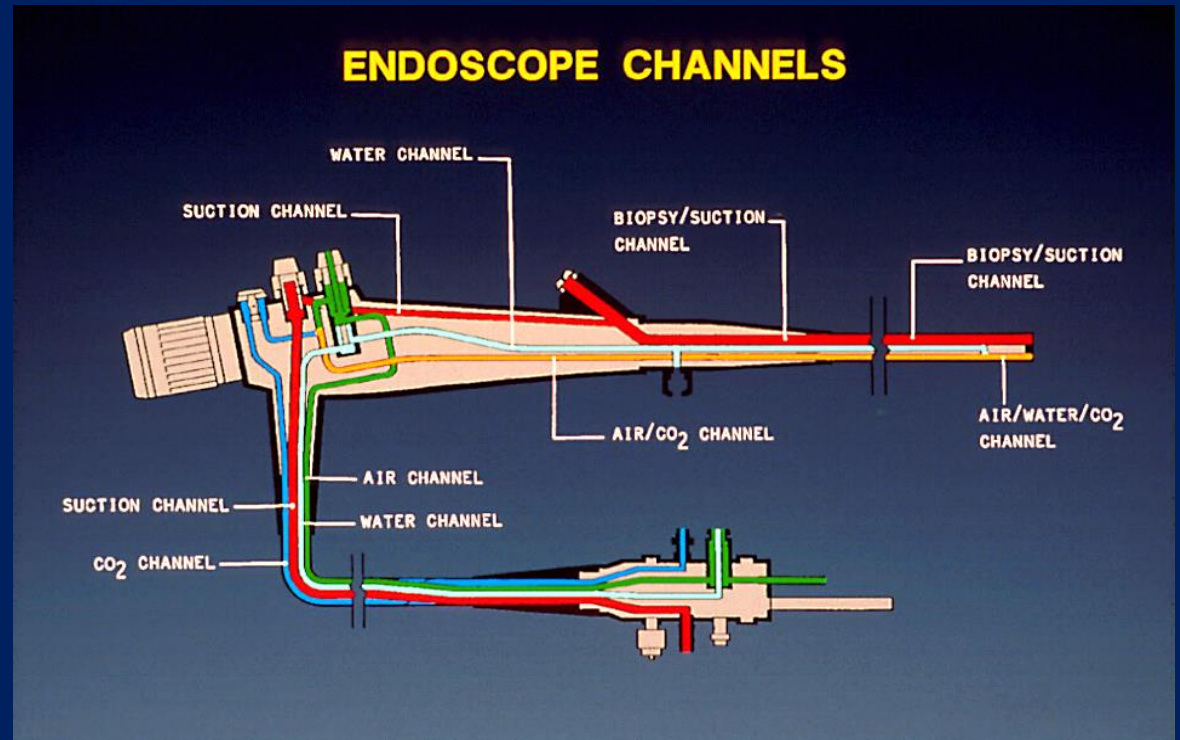 ENDOSCOPE CHANNELS
WATER CHANNEL
SUCTION CHANNEL
BIOPSY/SUCTION
CHANNEL
BIOPSY/SUCTION
CHANNEL
AIR/WATER/CO2
CHANNEL
AIR/CO2 CHANNEL
AIR CHANNEL
SUCTION CHANNEL
WATER CHANNEL
CO2 CHANNEL